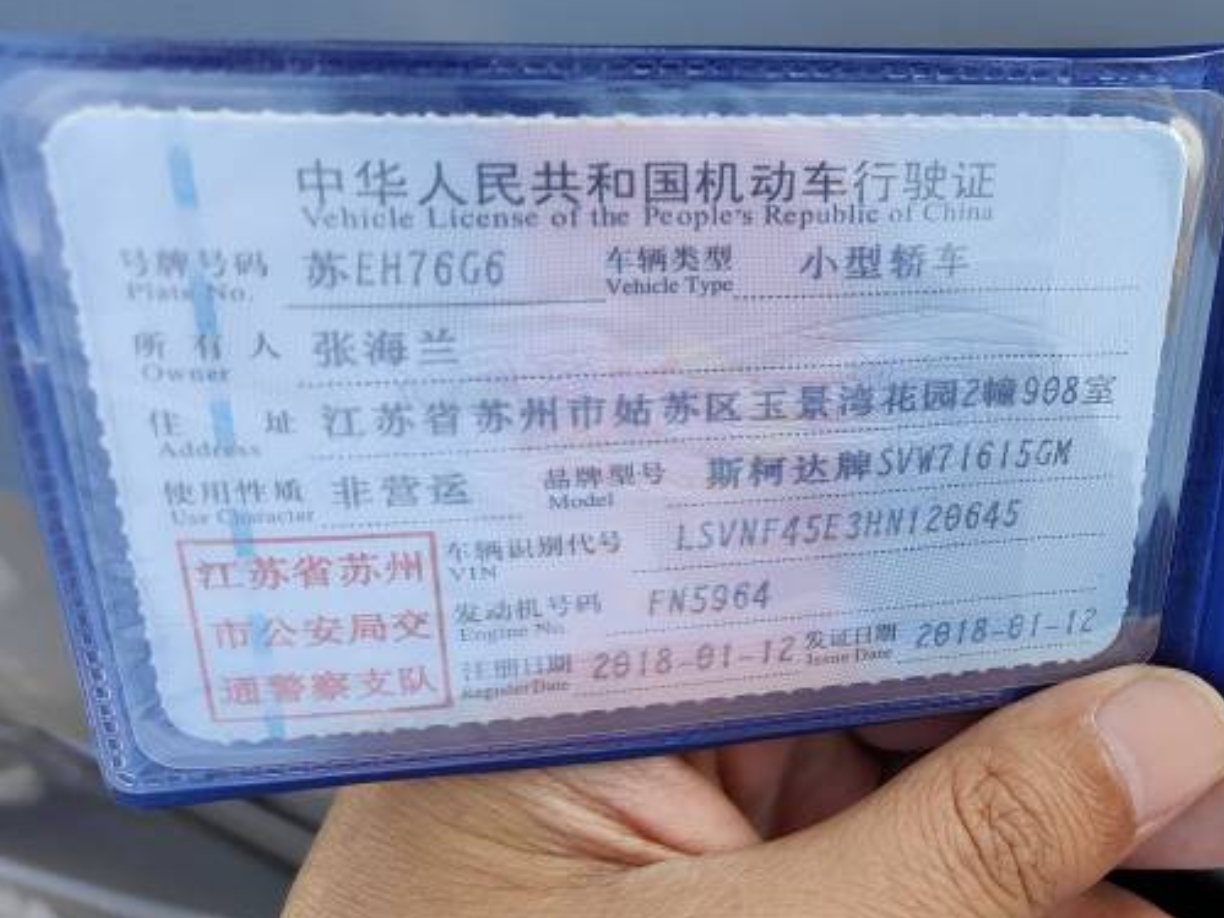 中华人民共和国机动车行驶证
Vehicle License of the People's Republic of China
号牌号码 苏EH76G6 车辆类型 小型轿车
Plate No. Vehicle Type
所有人 张海兰
Owner
住址 江苏省苏州市姑苏区玉景湾花园2幢908室
Address
使用性质 非营运 品牌型号 斯柯达牌SVW71615GM
Use Character Model
江苏省苏州 车辆识别代号 LSVNF45E3HN120645
VIN
市公安局交 发动机号码 FN5964
Engine No.
通警察支队 注册日期 2018-01-12 发证日期 2018-01-12
Register Date Issue Date